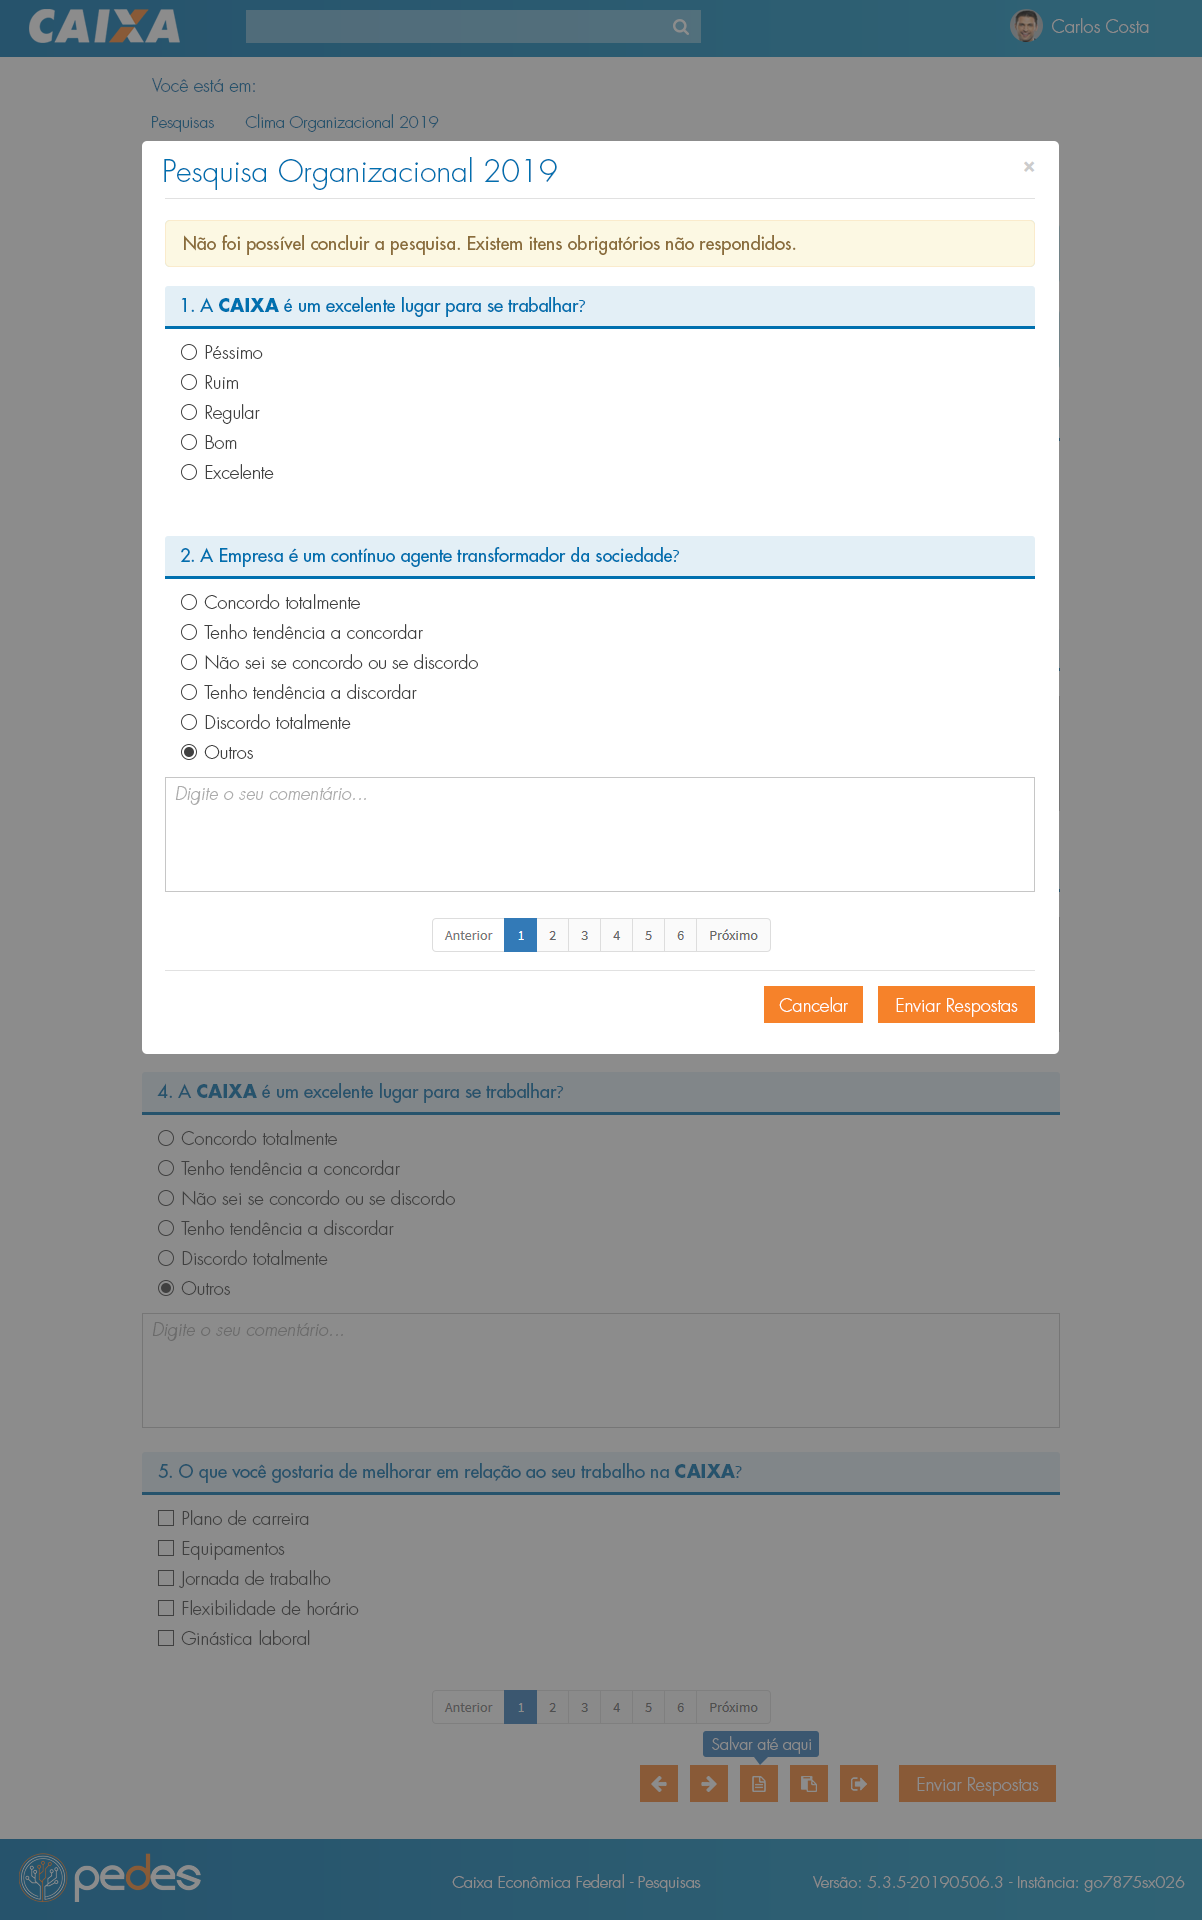 CAIXA
Carlos Costa
Você está em:
Pesquisas Clima Organizacional 2019
Pesquisa Organizacional 2019 ×
Não foi possível concluir a pesquisa. Existem itens obrigatórios não respondidos.
1. A CAIXA é um excelente lugar para se trabalhar?
Péssimo
Ruim
Regular
Bom
Excelente
2. A Empresa é um contínuo agente transformador da sociedade?
Concordo totalmente
Tenho tendência a concordar
Não sei se concordo ou se discordo
Tenho tendência a discordar
Discordo totalmente
Outros
Digite o seu comentário...
Anterior 1 2 3 4 5 6 Próximo
Cancelar Enviar Respostas
4. A CAIXA é um excelente lugar para se trabalhar?
Concordo totalmente
Tenho tendência a concordar
Não sei se concordo ou se discordo
Tenho tendência a discordar
Discordo totalmente
Outros
Digite o seu comentário...
5. O que você gostaria de melhorar em relação ao seu trabalho na CAIXA?
Plano de carreira
Equipamentos
Jornada de trabalho
Flexibilidade de horário
Ginástica laboral
Anterior 1 2 3 4 5 6 Próximo
Salvar até aqui
Enviar Respostas
pedes
Caixa Econômica Federal - Pesquisas
Versão: 5.3.5-20190506.3 - Instância: go7875sx026